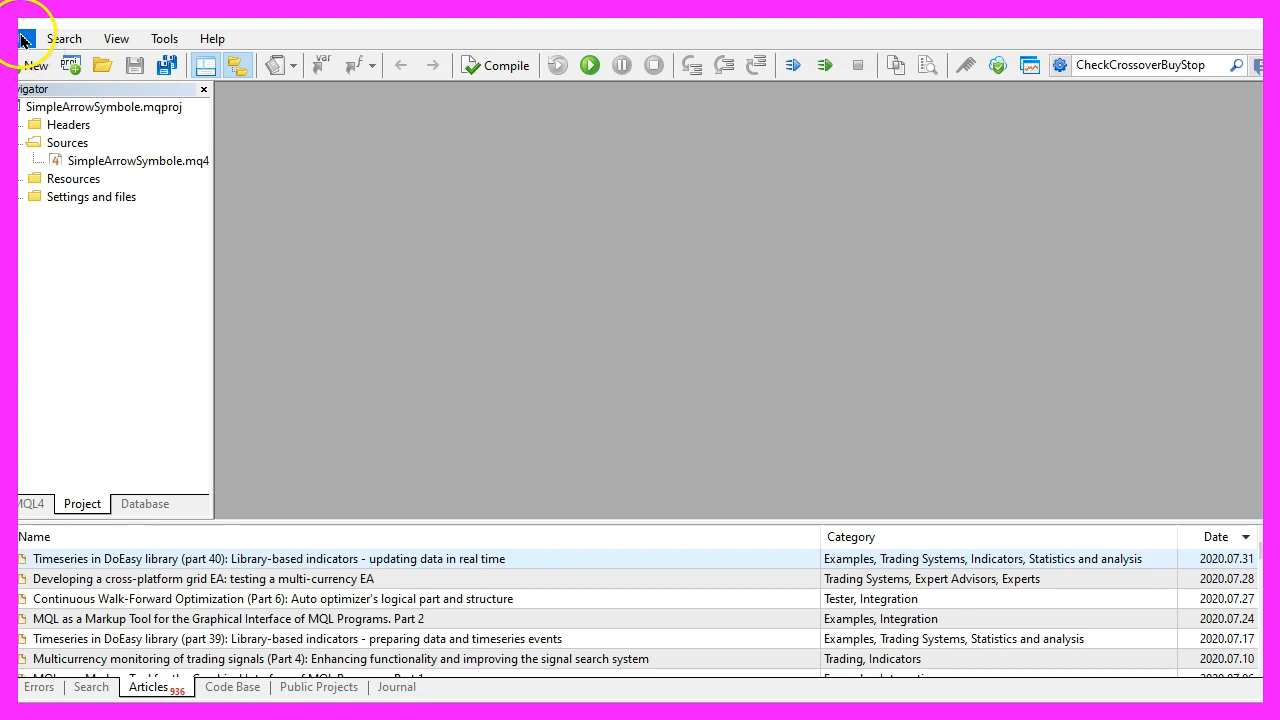 Search View Tools Help
New var f Compile CheckCrossoverBuyStop
vigator
SimpleArrowSymbole.mqproj
Headers
Sources
SimpleArrowSymbole.mq4
Resources
Settings and files
MQL4 Project Database
Name Category Date
Timeseries in DoEasy library (part 40): Library-based indicators - updating data in real time Examples, Trading Systems, Indicators, Statistics and analysis 2020.07.31
Developing a cross-platform grid EA: testing a multi-currency EA Trading Systems, Expert Advisors, Experts 2020.07.28
Continuous Walk-Forward Optimization (Part 6): Auto optimizer's logical part and structure Tester, Integration 2020.07.27
MQL as a Markup Tool for the Graphical Interface of MQL Programs. Part 2 Examples, Integration 2020.07.24
Timeseries in DoEasy library (part 39): Library-based indicators - preparing data and timeseries events Examples, Trading Systems, Statistics and analysis 2020.07.17
Multicurrency monitoring of trading signals (Part 4): Enhancing functionality and improving the signal search system Trading, Indicators 2020.07.10
Errors Search Articles 936 Code Base Public Projects Journal